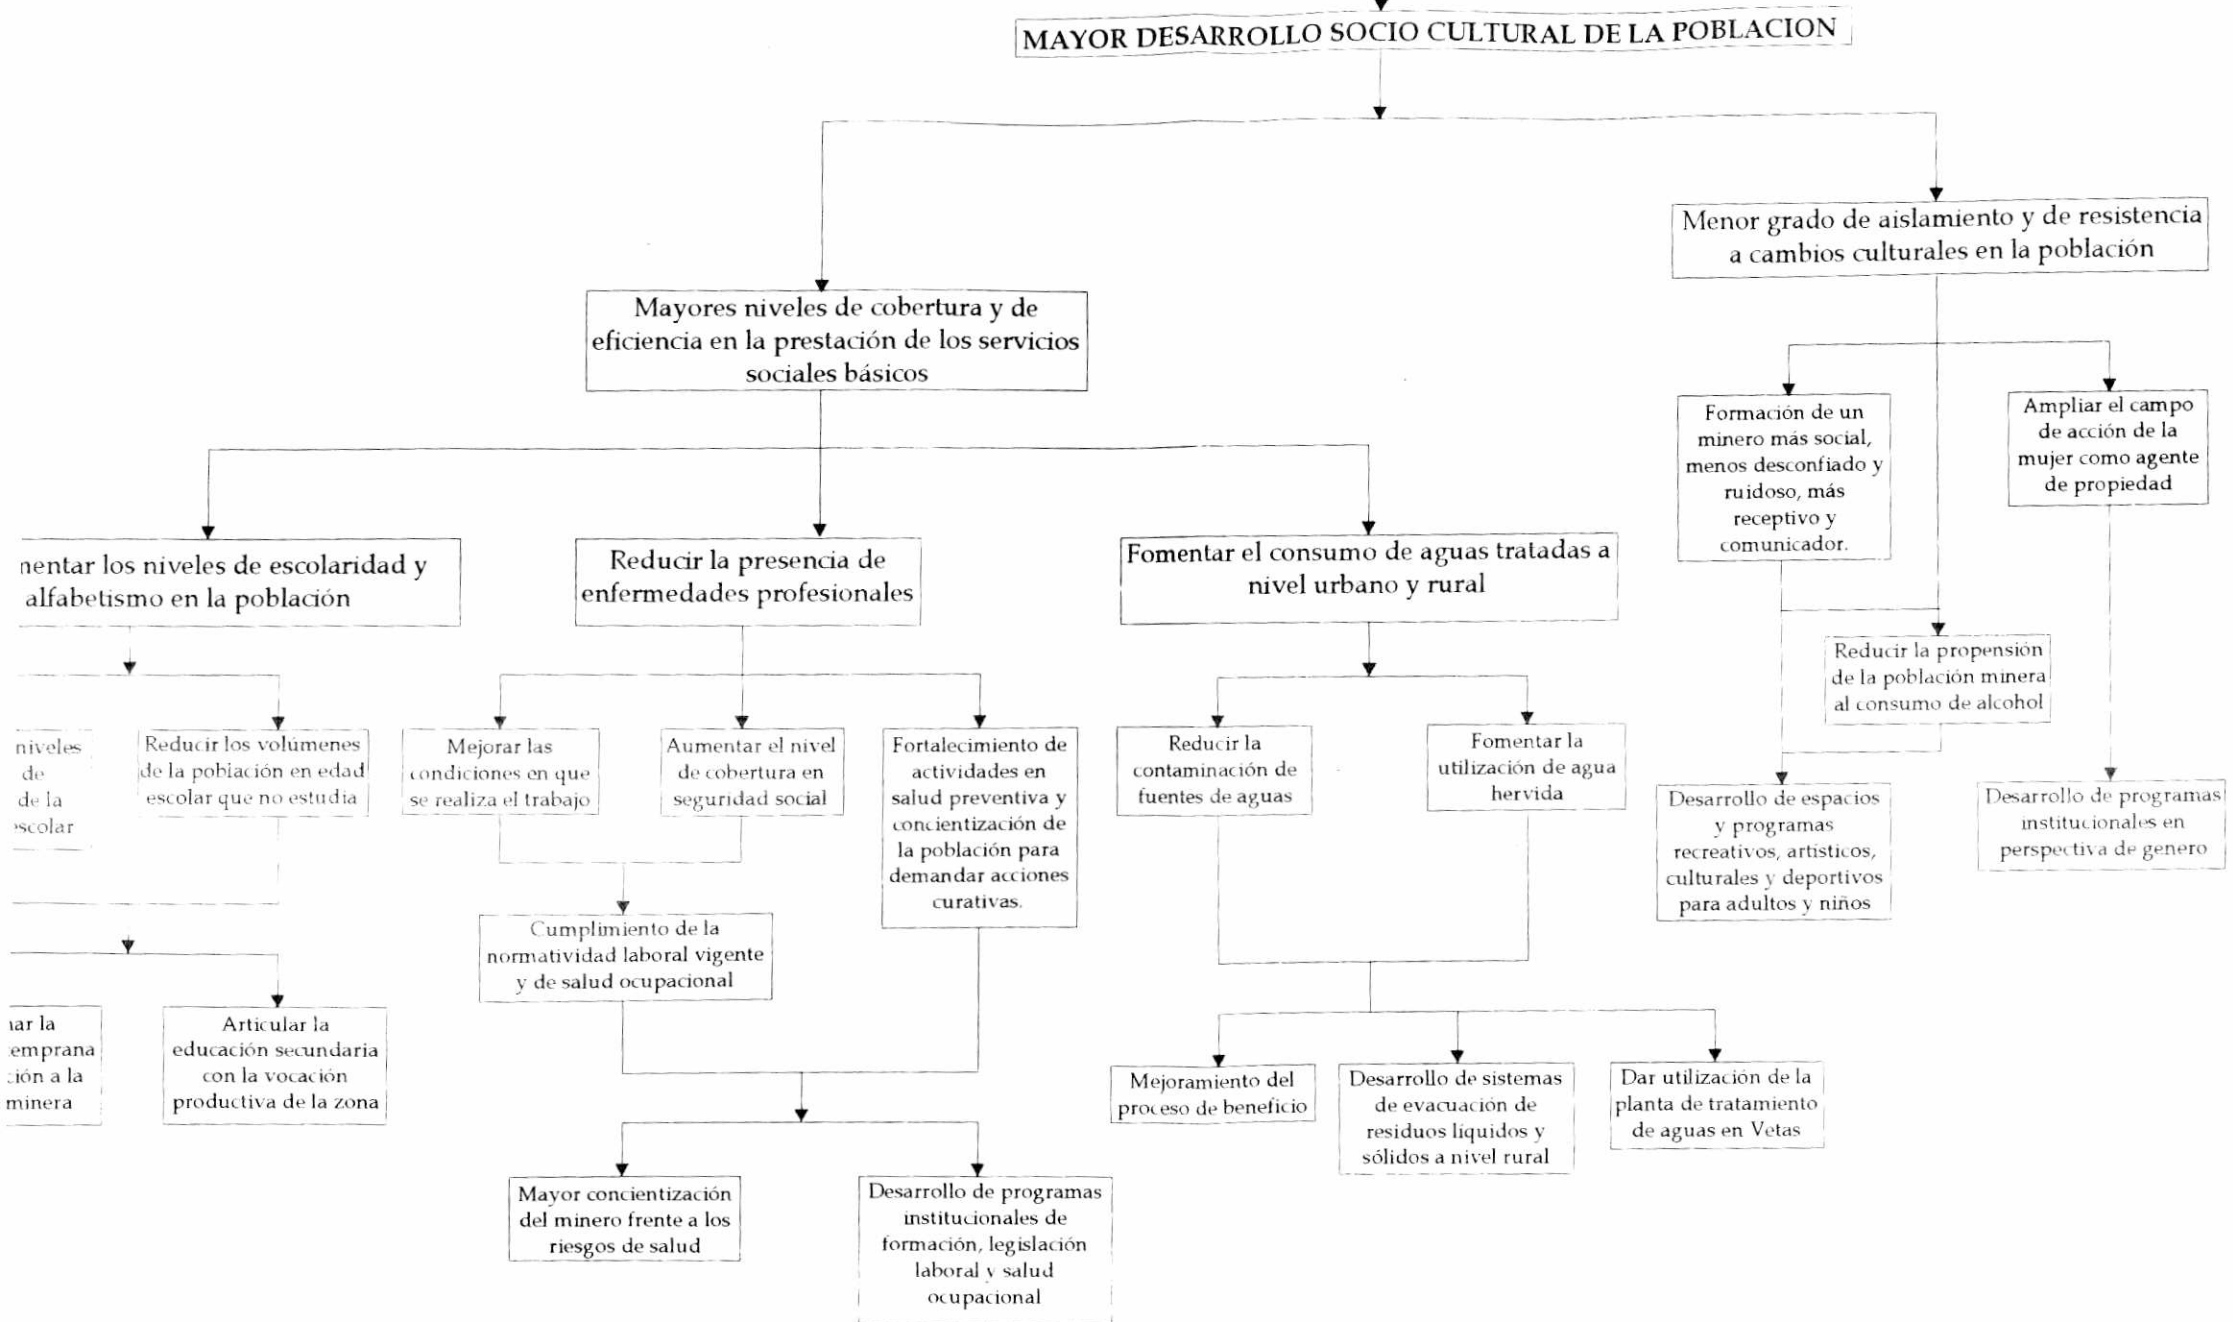 MAYOR DESARROLLO SOCIO CULTURAL DE LA POBLACION
Menor grado de aislamiento y de resistencia
a cambios culturales en la población
Mayores niveles de cobertura y de
eficiencia en la prestación de los servicios
sociales básicos
Formación de un
minero más social,
menos desconfiado y
ruidoso, más
receptivo y
comunicador.
Ampliar el campo
de acción de la
mujer como agente
de propiedad
los niveles de escolaridad y
alfabetismo en la población
Reducir la presencia de
enfermedades profesionales
Fomentar el consumo de aguas tratadas a
nivel urbano y rural
Reducir la propensión
de la población minera
al consumo de alcohol
niveles
de
de la
Reducir los volúmenes
de la población en edad
escolar que no estudia
Mejorar las
condiciones en que
se realiza el trabajo
Aumentar el nivel
de cobertura en
seguridad social
Fortalecimiento de
actividades en
salud preventiva y
concientización de
la población para
demandar acciones
curativas.
Reducir la
contaminación de
fuentes de aguas
Fomentar la
utilización de agua
hervida
Desarrollo de espacios
y programas
recreativos, artísticos,
culturales y deportivos
para adultos y niños
Desarrollo de programas
institucionales en
perspectiva de genero
Cumplimiento de la
normatividad laboral vigente
y de salud ocupacional
la
a la
minera
Articular la
educación secundaria
con la vocación
productiva de la zona
Mejoramiento del
proceso de beneficio
Desarrollo de sistemas
de evacuación de
residuos líquidos y
sólidos a nivel rural
Dar utilización de la
planta de tratamiento
de aguas en Vetas
Mayor concientización
del minero frente a los
riesgos de salud
Desarrollo de programas
institucionales de
formación, legislación
laboral y salud
ocupacional